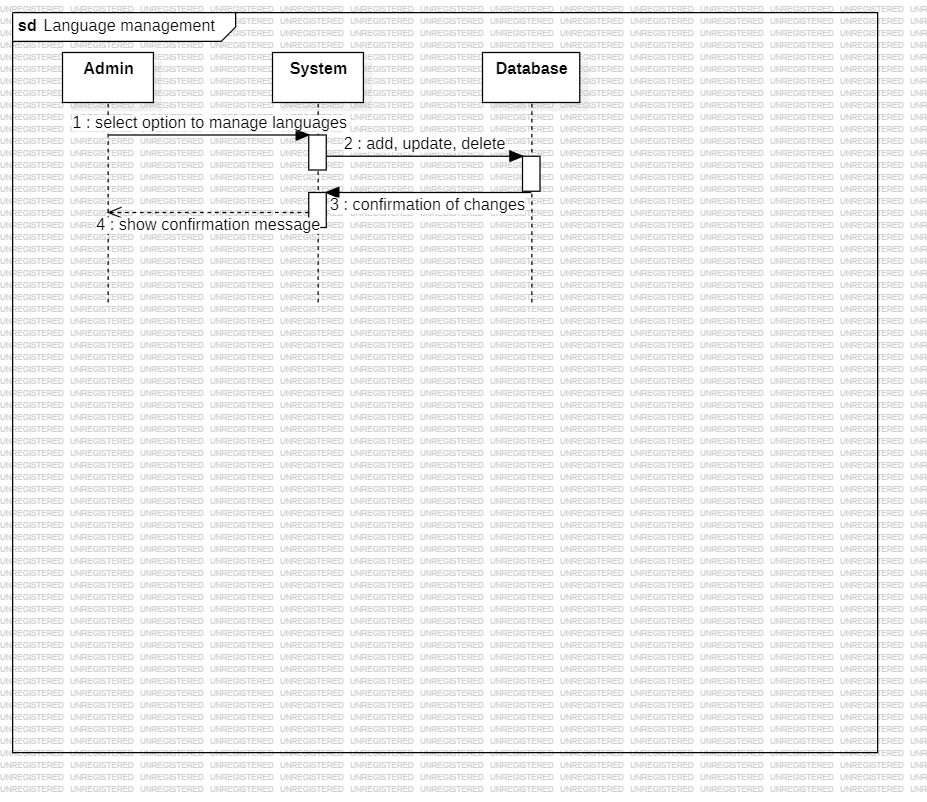 sd Language management
Admin
System
Database
1 : select option to manage languages
2 : add, update, delete
3 : confirmation of changes
4 : show confirmation message
UNREGISTERED